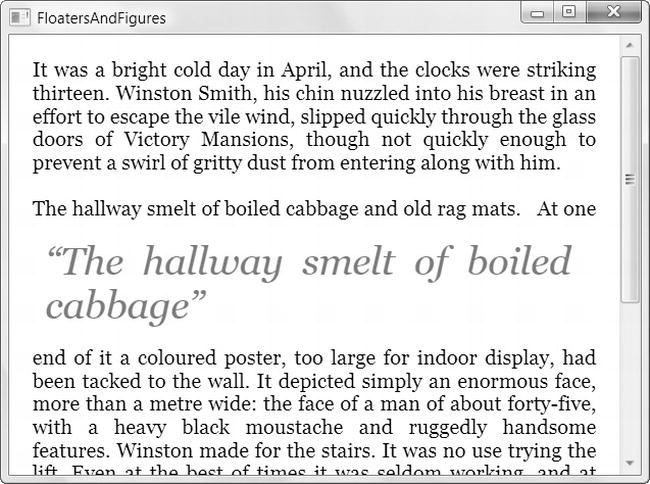 FloatersAndFigures
It was a bright cold day in April, and the clocks were striking
thirteen. Winston Smith, his chin nuzzled into his breast in an
effort to escape the vile wind, slipped quickly through the glass
doors of Victory Mansions, though not quickly enough to
prevent a swirl of gritty dust from entering along with him.
The hallway smelt of boiled cabbage and old rag mats. At one
“The hallway smelt of boiled
cabbage”
end of it a coloured poster, too large for indoor display, had
been tacked to the wall. It depicted simply an enormous face,
more than a metre wide: the face of a man of about forty-five,
with a heavy black moustache and ruggedly handsome
features. Winston made for the stairs. It was no use trying the
lift. Even at the best of times it was seldom working, and at